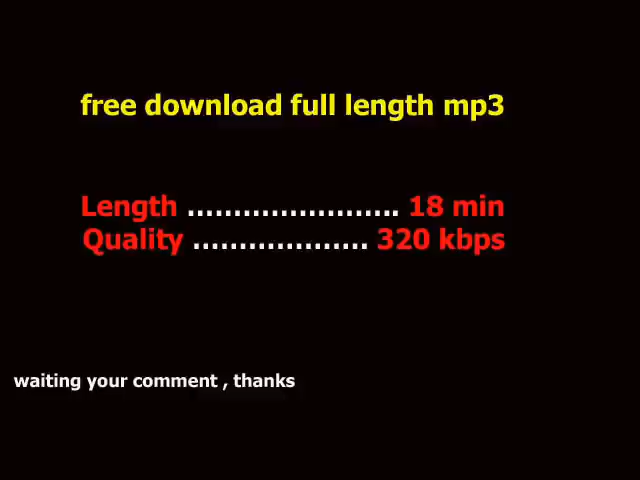 free download full length mp3
Length ........................ 18 min
Quality ................... 320 kbps
waiting your comment , thanks